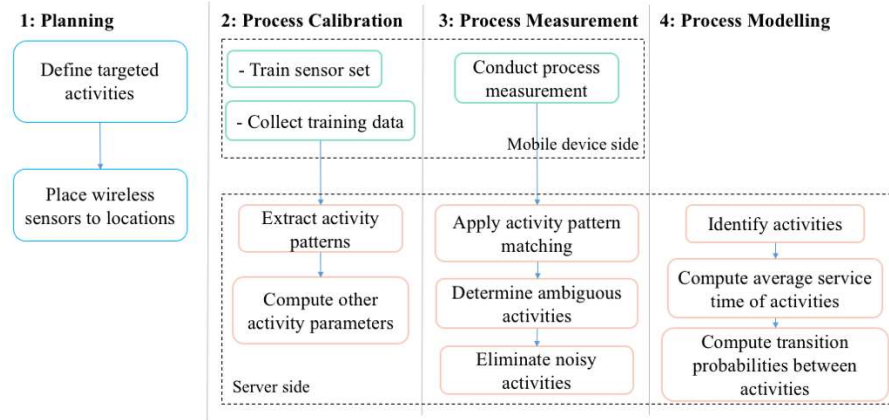 1: Planning
Define targeted
activities
Place wireless
sensors to locations
2: Process Calibration
- Train sensor set
- Collect training data
Extract activity
patterns
Compute other
activity parameters
3: Process Measurement
Conduct process
measurement
Mobile device side
Apply activity pattern
matching
Determine ambiguous
activities
Eliminate noisy
activities
4: Process Modelling
Identify activities
Compute average service
time of activities
Compute transition
probabilities between
activities
Server side